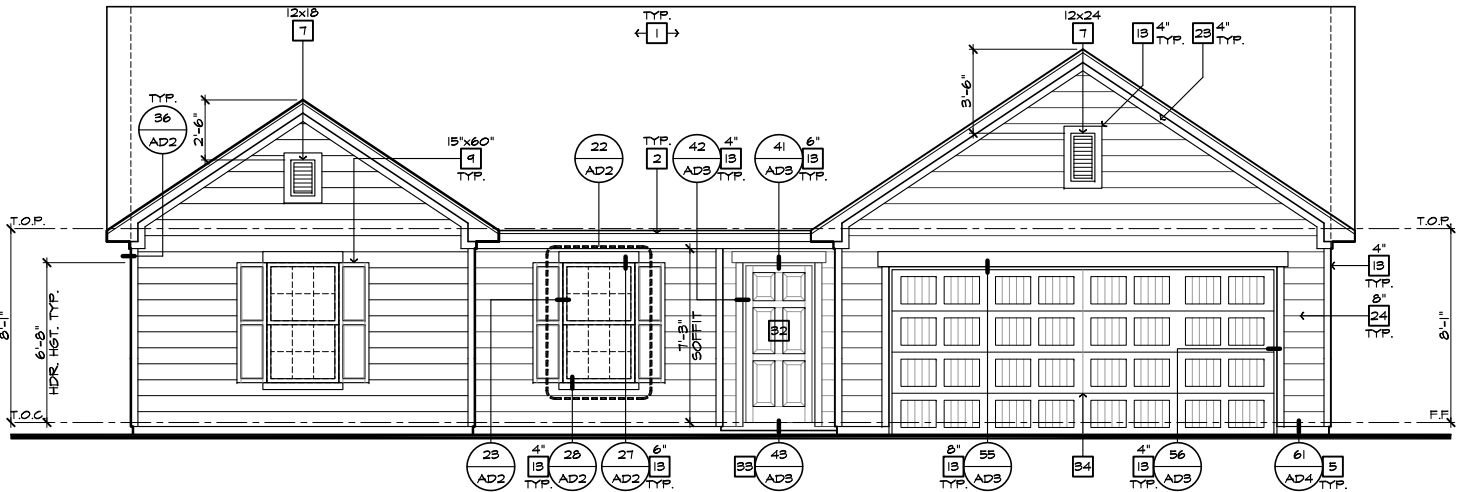 12x18
7
TYP.
1
12x24
7
13 4"
TYP.
23 4"
TYP.
TYP.
36
AD2
2'-6"
15"x60"
9
TYP.
22
AD2
TYP.
2
42
AD3
4"
13
TYP.
41
AD3
6"
13
TYP.
3'-6"
T.O.P.
T.O.P.
8'-1"
6'-8"
HDR. HGT. TYP.
7'-3"
SOFFIT
32
4"
13
TYP.
8"
24
TYP.
8'-1"
T.O.C.
F.F.
23
AD2
4"
13
TYP.
28
AD2
27
AD2
6"
13
TYP.
33
43
AD3
8"
13
TYP.
55
AD3
34
4"
13
TYP.
56
AD3
61
AD4
5
TYP.